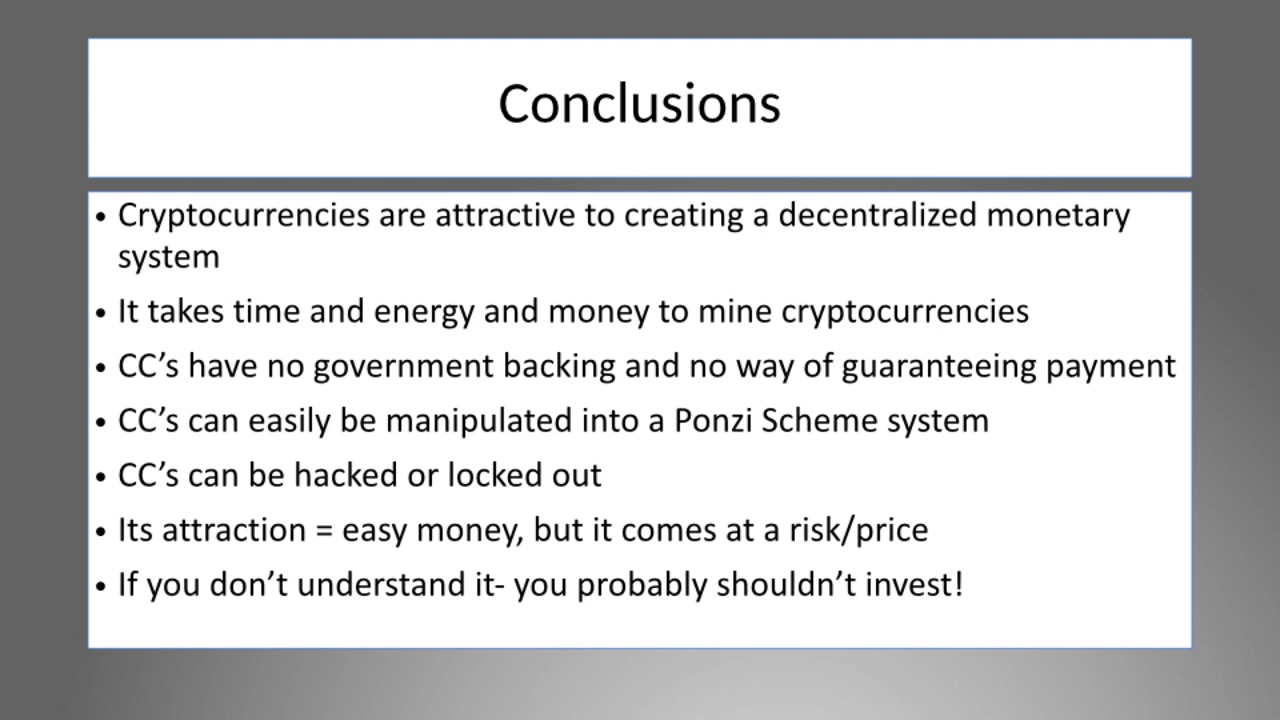 Conclusions
• Cryptocurrencies are attractive to creating a decentralized monetary
system
• It takes time and energy and money to mine cryptocurrencies
• CC’s have no government backing and no way of guaranteeing payment
• CC’s can easily be manipulated into a Ponzi Scheme system
• CC’s can be hacked or locked out
• Its attraction = easy money, but it comes at a risk/price
• If you don’t understand it- you probably shouldn’t invest!